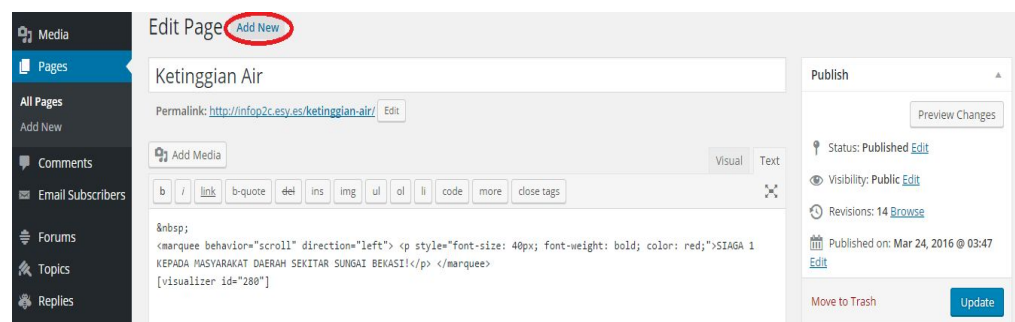 Media
Pages
All Pages
Add New
Comments
Email Subscribers
Forums
Topics
Replies
Edit Page Add New
Ketinggian Air
Permalink: http://infop2c.esy.es/ketinggian-air/ Edit
Add Media
Visual Text
b i link b-quote del ins img ul ol li code more close tags
&nbsp;
<marquee behavior="scroll" direction="left"> <p style="font-size: 40px; font-weight: bold; color: red;">SIAGA 1
KEPADA MASYARAKAT DAERAH SEKITAR SUNGAI BEKASI!</p> </marquee>
[visualizer id="280"]
Publish
Preview Changes
Status: Published Edit
Visibility: Public Edit
Revisions: 14 Browse
Published on: Mar 24, 2016 @ 03:47
Edit
Move to Trash Update